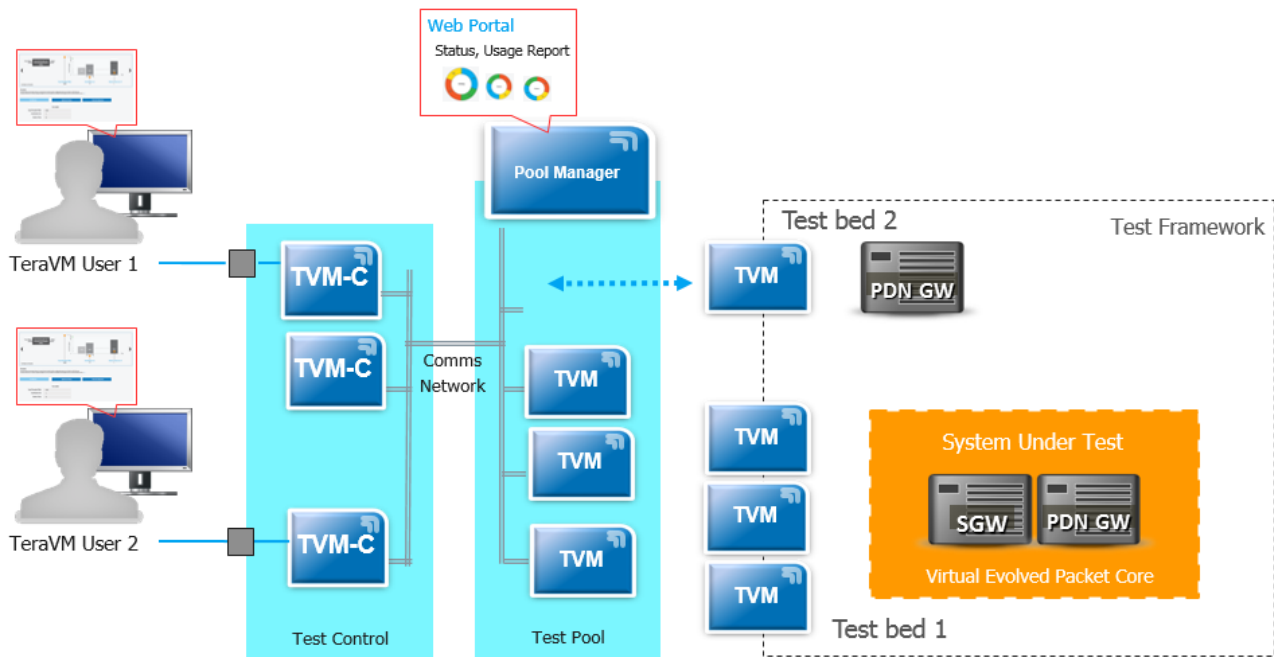 Web Portal
Status, Usage Report
Pool Manager
TeraVM User 1
TVM-C
TVM-C
Comms
Network
TVM
TVM
TVM
Test bed 2
Test Framework
TVM
PDN GW
TVM
TVM
TVM
System Under Test
SGW
PDN GW
Virtual Evolved Packet Core
Test bed 1
TeraVM User 2
TVM-C
Test Control
Test Pool